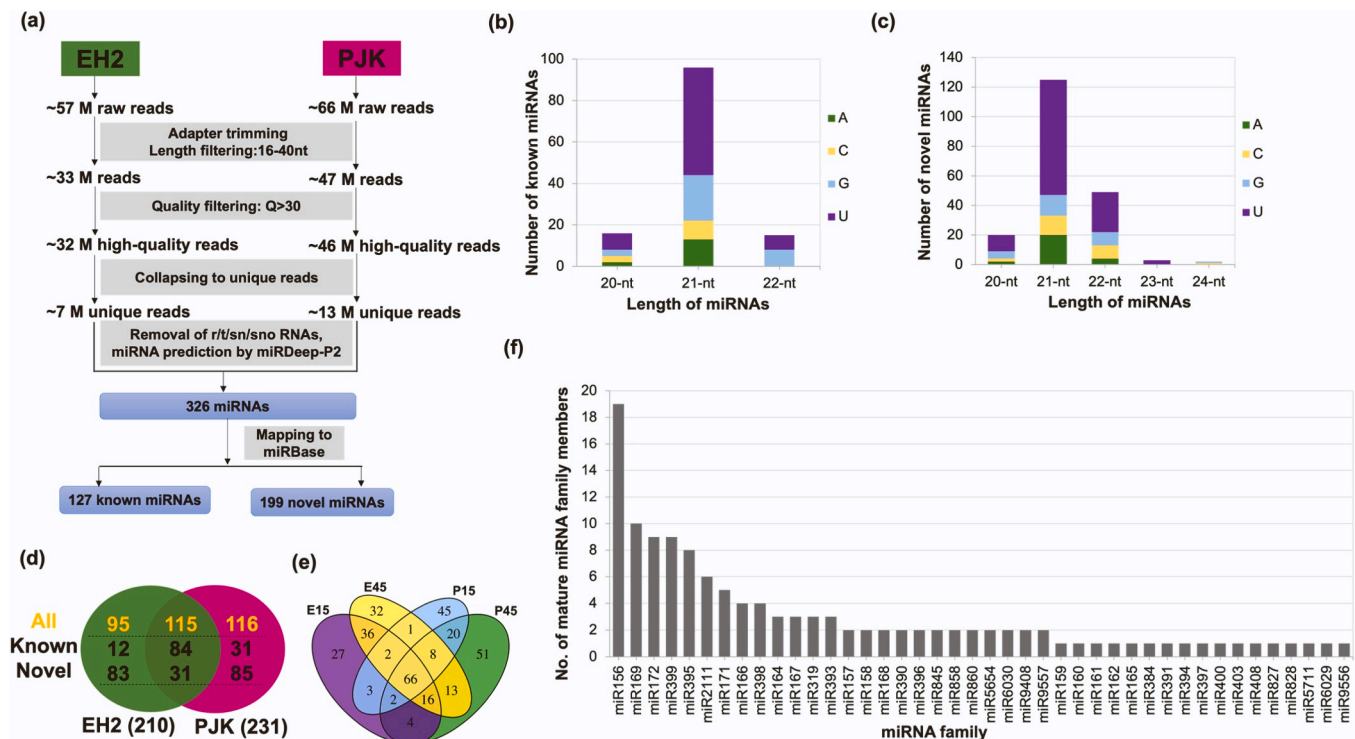 (a)
EH2 PJK
~57 M raw reads ~66 M raw reads
Adapter trimming
Length filtering:16-40nt
~33 M reads ~47 M reads
Quality filtering: Q>30
~32 M high-quality reads ~46 M high-quality reads
Collapsing to unique reads
~7 M unique reads ~13 M unique reads
Removal of r/t/sn/sno RNAs,
miRNA prediction by miRDeep-P2
326 miRNAs
Mapping to
miRBase
127 known miRNAs 199 novel miRNAs
(b)
Number of known miRNAs
100
80
60
40
20
0
20-nt 21-nt 22-nt
Length of miRNAs
A
C
G
U
(c)
Number of novel miRNAs
140
120
100
80
60
40
20
0
20-nt 21-nt 22-nt 23-nt 24-nt
Length of miRNAs
A
C
G
U
(d)
All 95 115 116
Known 12 84 31
Novel 83 31 85
EH2 (210) PJK (231)
(e)
E15 E45 P15 P45
32 45
36 1 20
27 2 8 51
66
3 2 16 13
4
(f)
No. of mature miRNA family members
20
18
16
14
12
10
8
6
4
2
0
miR156
miR169
miR172
miR399
miR395
miR2111
miR171
miR166
miR398
miR164
miR167
miR319
miR393
miR157
miR158
miR168
miR390
miR396
miR845
miR858
miR860
miR5654
miR6030
miR9408
miR9557
miR159
miR160
miR161
miR162
miR165
miR384
miR391
miR394
miR397
miR400
miR403
miR408
miR827
miR828
miR5711
miR6029
miR9556
miRNA family